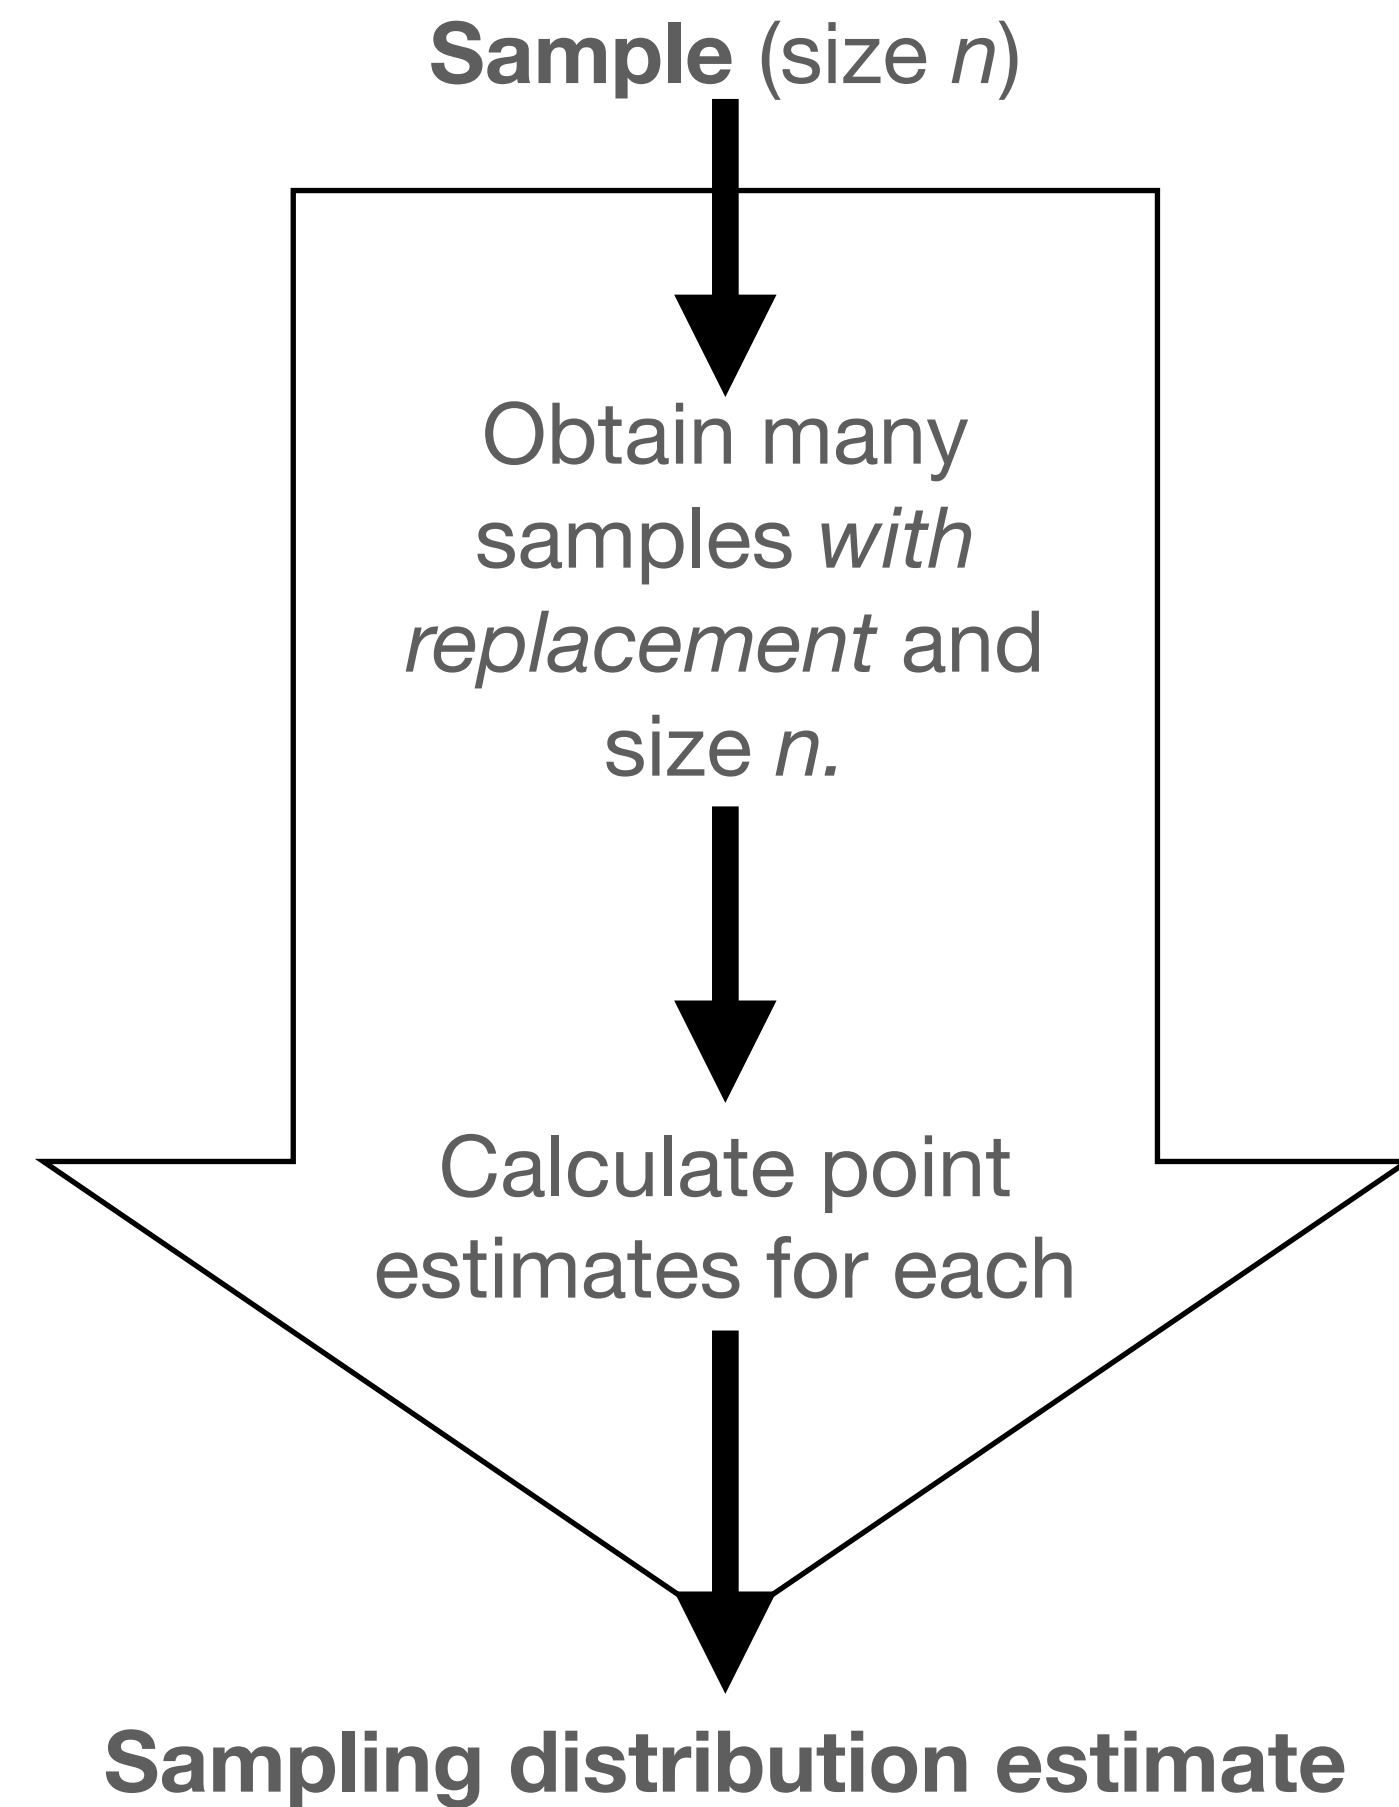 Sample (size n)
Obtain many
samples with
replacement and
size n.
Calculate point
estimates for each
Sampling distribution estimate